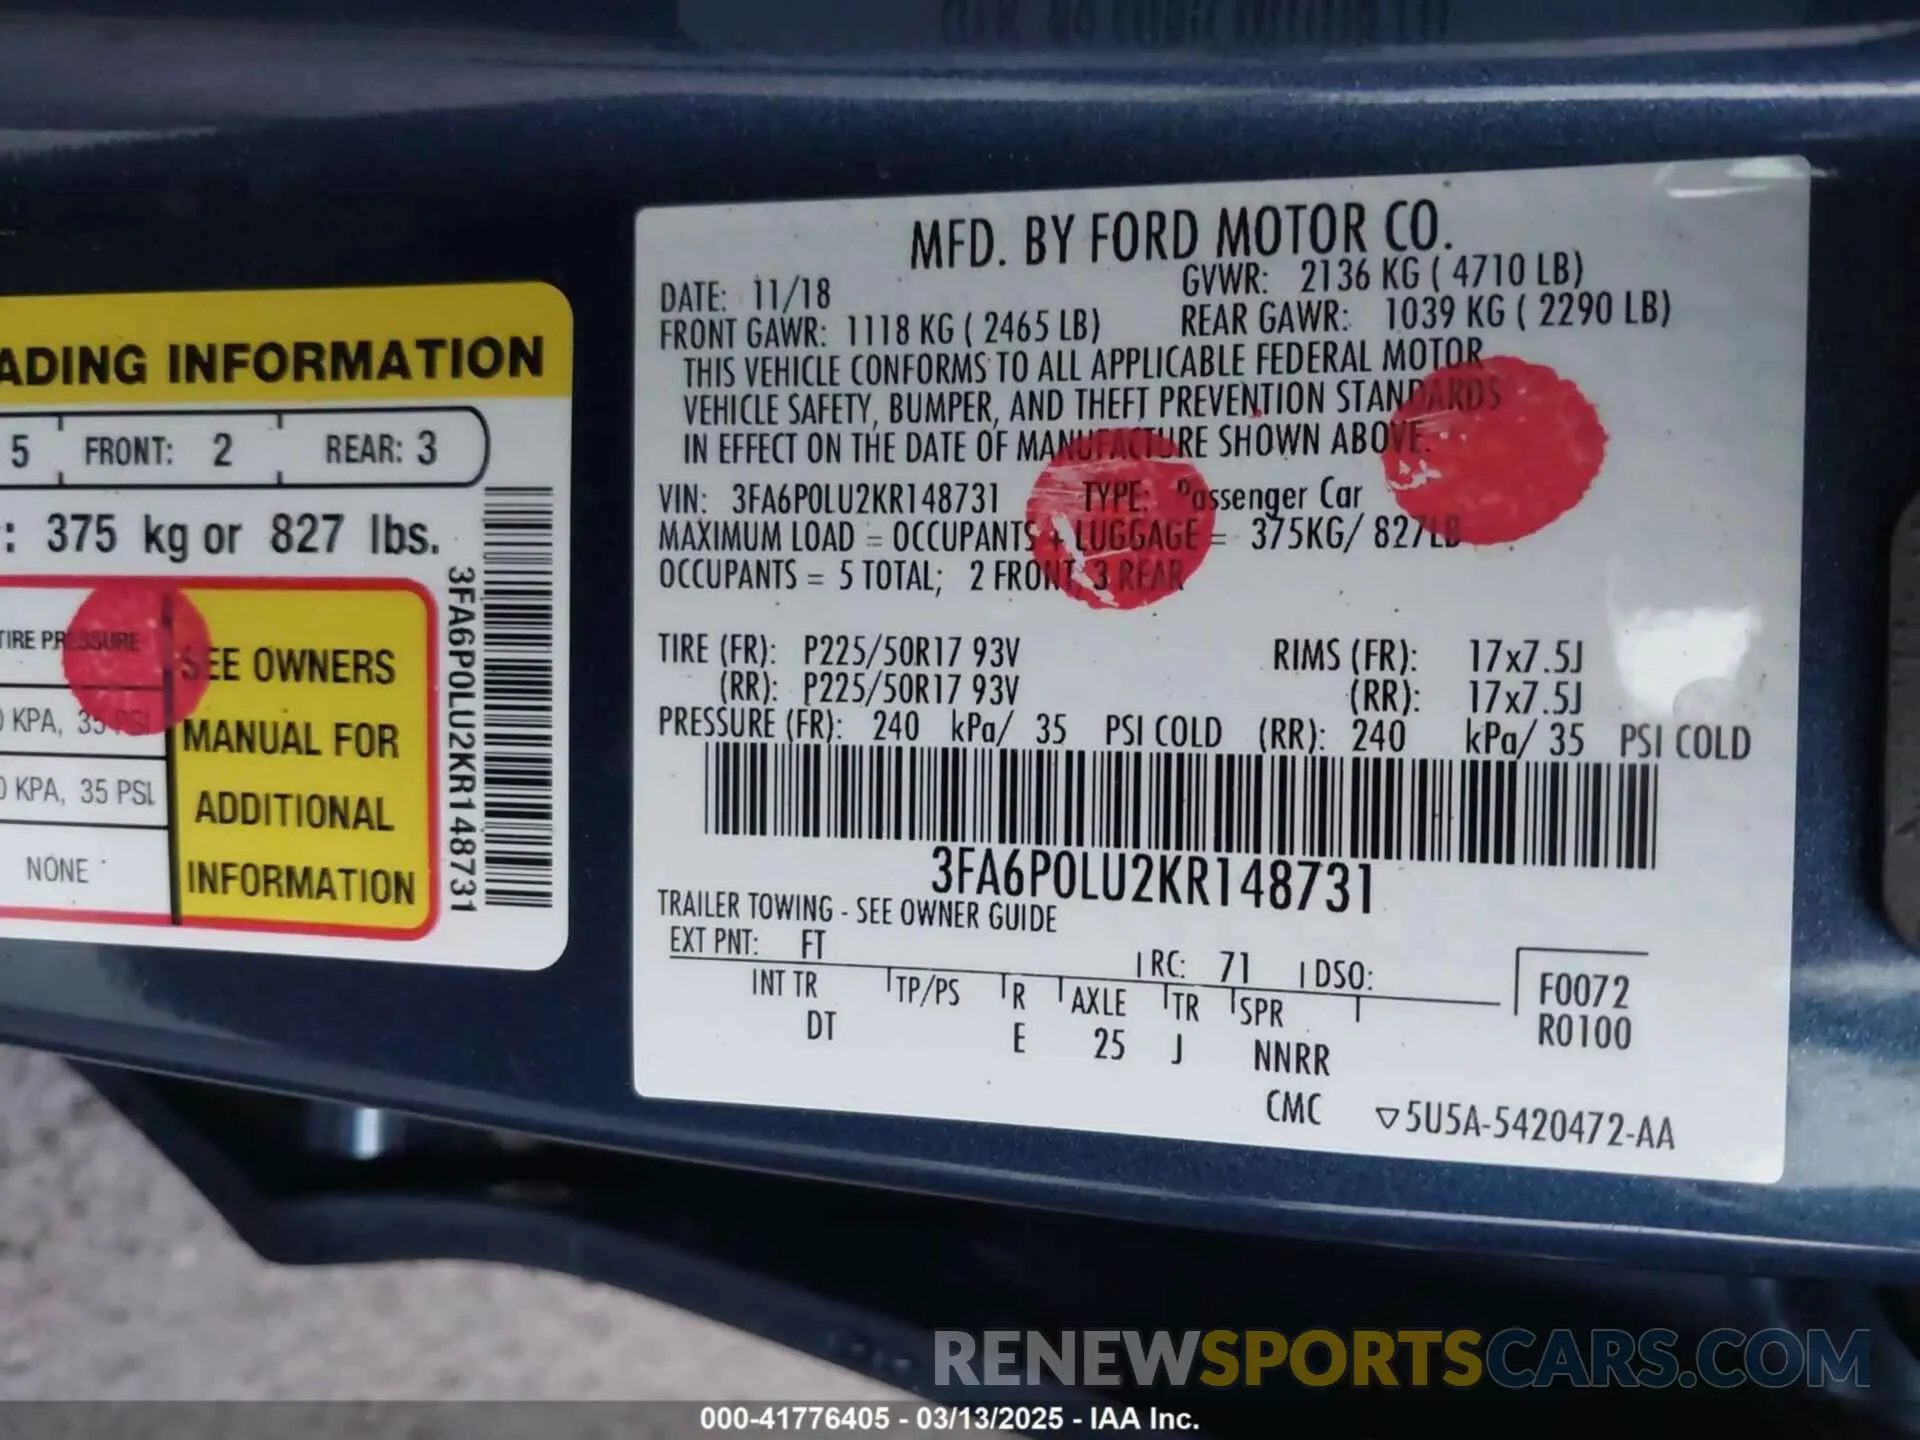 ADING INFORMATION
5 FRONT: 2 REAR: 3
: 375 kg or 827 lbs.
TIRE PRESSURE
0 KPA, 35 PSI
0 KPA, 35 PSI
NONE
SEE OWNERS
MANUAL FOR
ADDITIONAL
INFORMATION
3FA6P0LU2KR148731
MFD. BY FORD MOTOR CO.
DATE: 11/18 GVWR: 2136 KG ( 4710 LB)
FRONT GAWR: 1118 KG ( 2465 LB) REAR GAWR: 1039 KG ( 2290 LB)
THIS VEHICLE CONFORMS TO ALL APPLICABLE FEDERAL MOTOR
VEHICLE SAFETY, BUMPER, AND THEFT PREVENTION STANDARDS
IN EFFECT ON THE DATE OF MANUFACTURE SHOWN ABOVE.
VIN: 3FA6P0LU2KR148731 TYPE: Passenger Car
MAXIMUM LOAD = OCCUPANTS + LUGGAGE = 375KG/ 827LB
OCCUPANTS = 5 TOTAL; 2 FRONT, 3 REAR
TIRE (FR): P225/50R17 93V RIMS (FR): 17x7.5J
(RR): P225/50R17 93V (RR): 17x7.5J
PRESSURE (FR): 240 kPa/ 35 PSI COLD (RR): 240 kPa/ 35 PSI COLD
3FA6P0LU2KR148731
TRAILER TOWING - SEE OWNER GUIDE
EXT PNT: FT RC: 71 DSO: F0072
INT TR TP/PS R AXLE TR SPR R0100
DT E 25 J NNRR
CMC ▽5U5A-5420472-AA
RENEWSPORTSCARS.COM
000-41776405 - 03/13/2025 - IAA Inc.